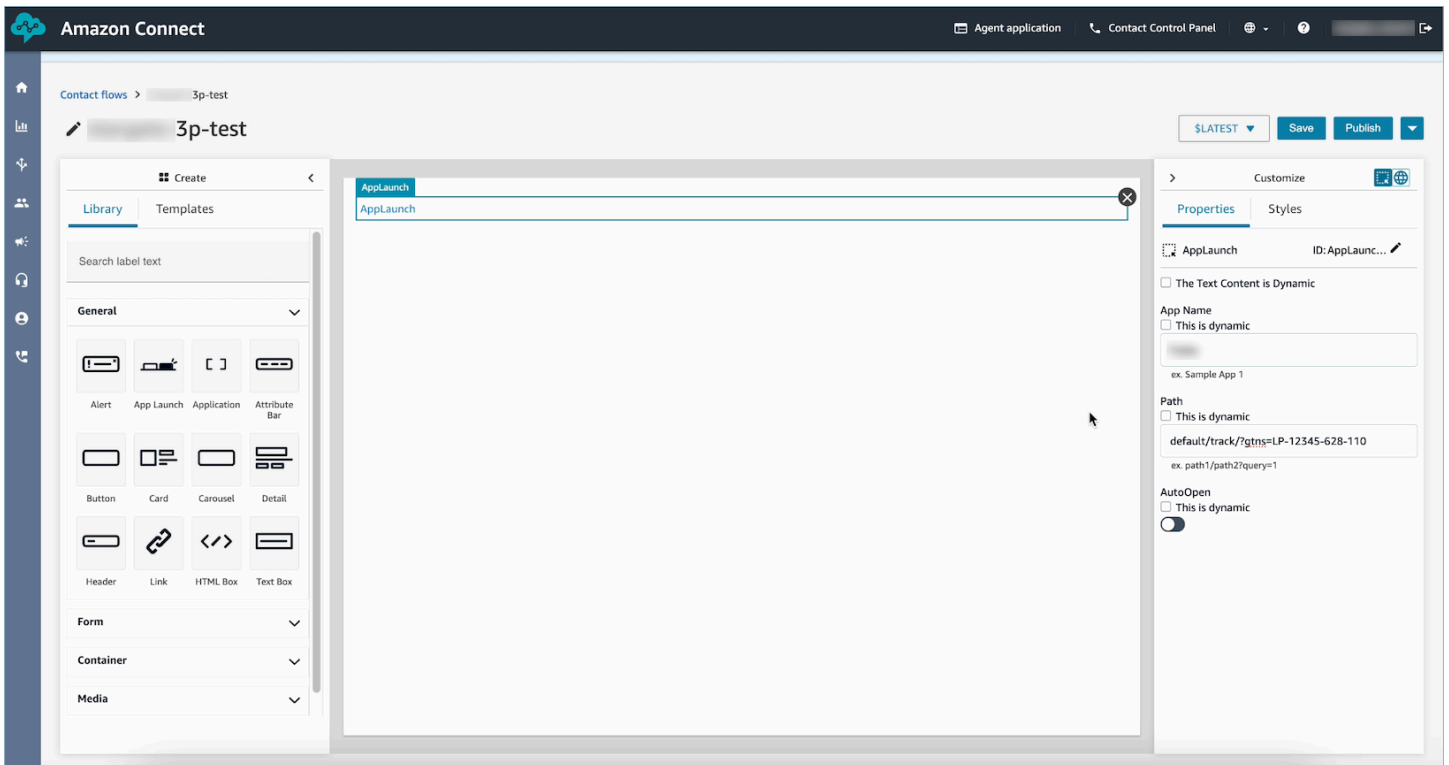 Amazon Connect
Agent application
Contact Control Panel
Contact flows > 3p-test
3p-test
$LATEST
Save
Publish
Create
Library
Templates
Search label text
General
Alert
App Launch
Application
Attribute Bar
Button
Card
Carousel
Detail
Header
Link
HTML Box
Text Box
Form
Container
Media
AppLaunch
AppLaunch
Customize
Properties
Styles
AppLaunch
ID: AppLaunc...
The Text Content is Dynamic
App Name
This is dynamic
ex. Sample App 1
Path
This is dynamic
default/track/?gtns=LP-12345-628-110
ex. path1/path2?query=1
AutoOpen
This is dynamic